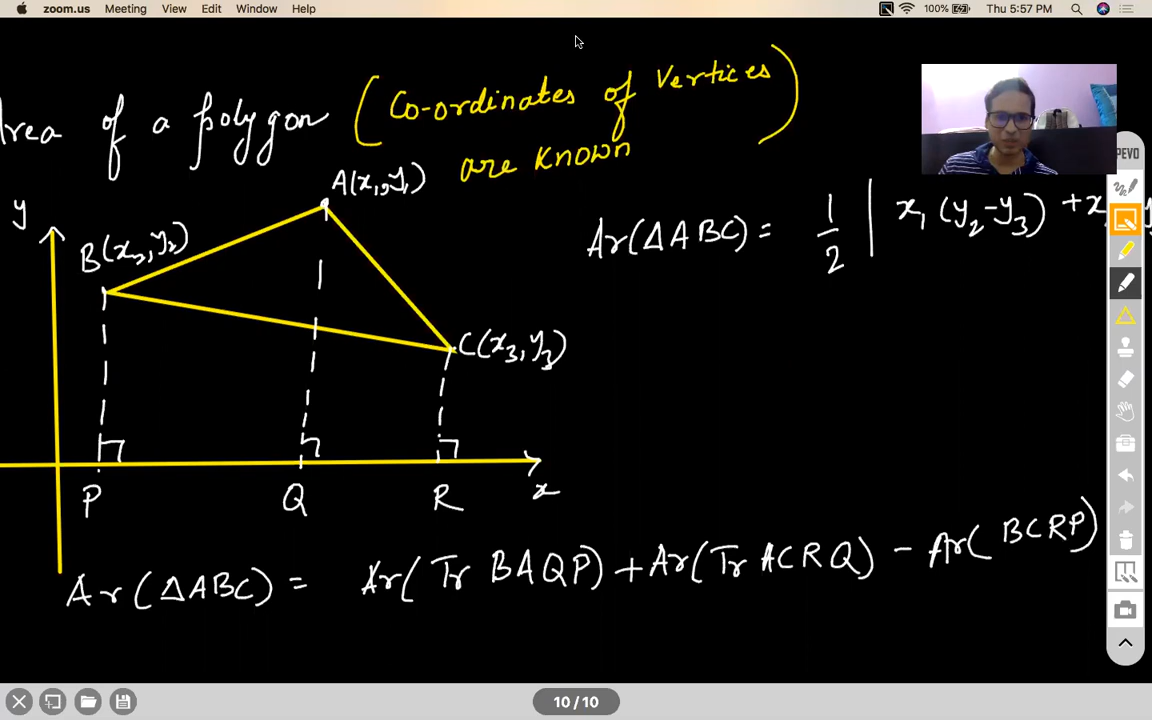 zoom.us Meeting View Edit Window Help 100% Thu 5:57 PM
Area of a polygon (Co-ordinates of Vertices
are known)
PEVO
y
A(x₁,y₁)
B(x₂,y₂)
Ar(ΔABC) = 1/2 | x₁(y₂-y₃) + x
C(x₃,y₃)
P Q R x
Ar(ΔABC) = Ar(Tr BAQP) + Ar(Tr ACRQ) - Ar(BCRP)
10/10